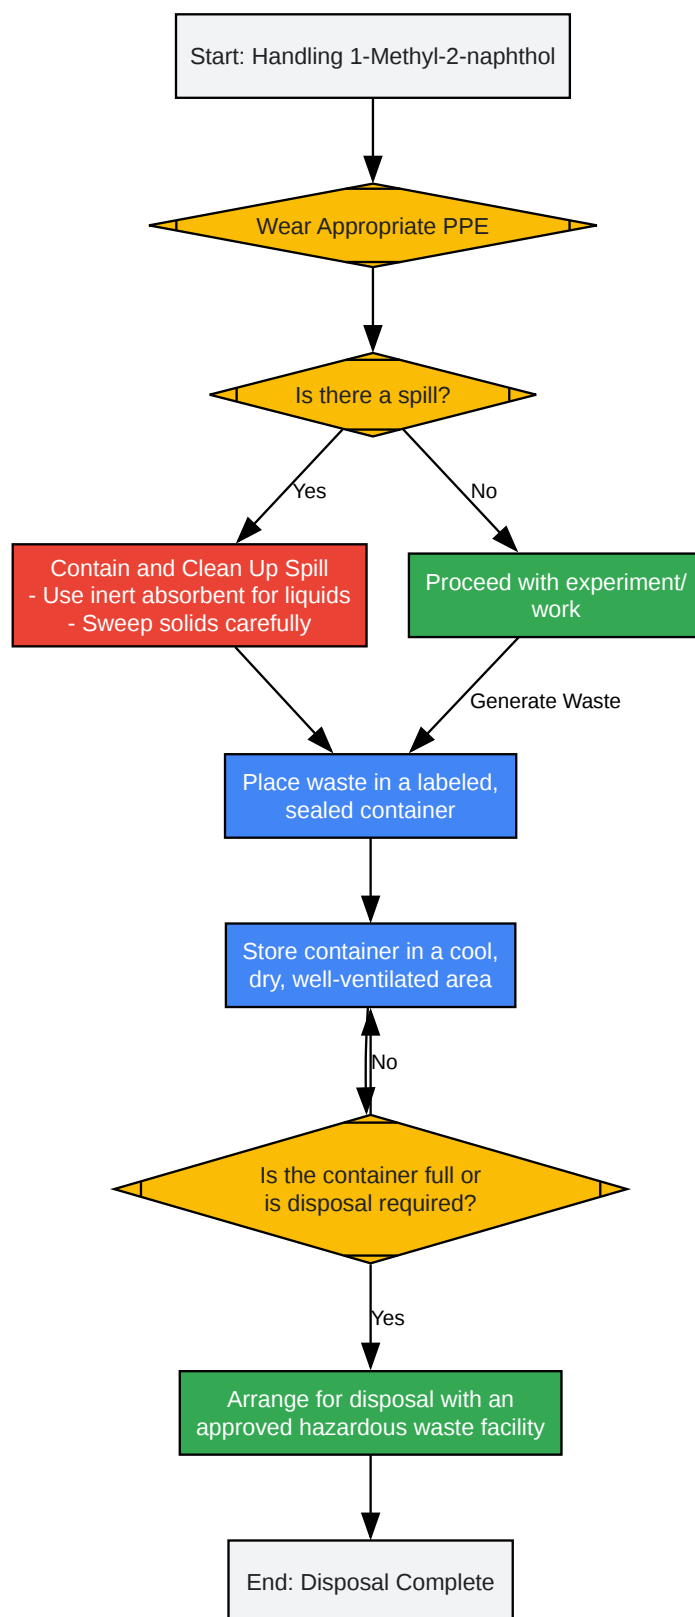 Start: Handling 1-Methyl-2-naphthol
Wear Appropriate PPE
Is there a spill?
Yes
No
Contain and Clean Up Spill
- Use inert absorbent for liquids
- Sweep solids carefully
Proceed with experiment/
work
Generate Waste
Place waste in a labeled,
sealed container
Store container in a cool,
dry, well-ventilated area
No
Is the container full or
is disposal required?
Yes
Arrange for disposal with an
approved hazardous waste facility
End: Disposal Complete